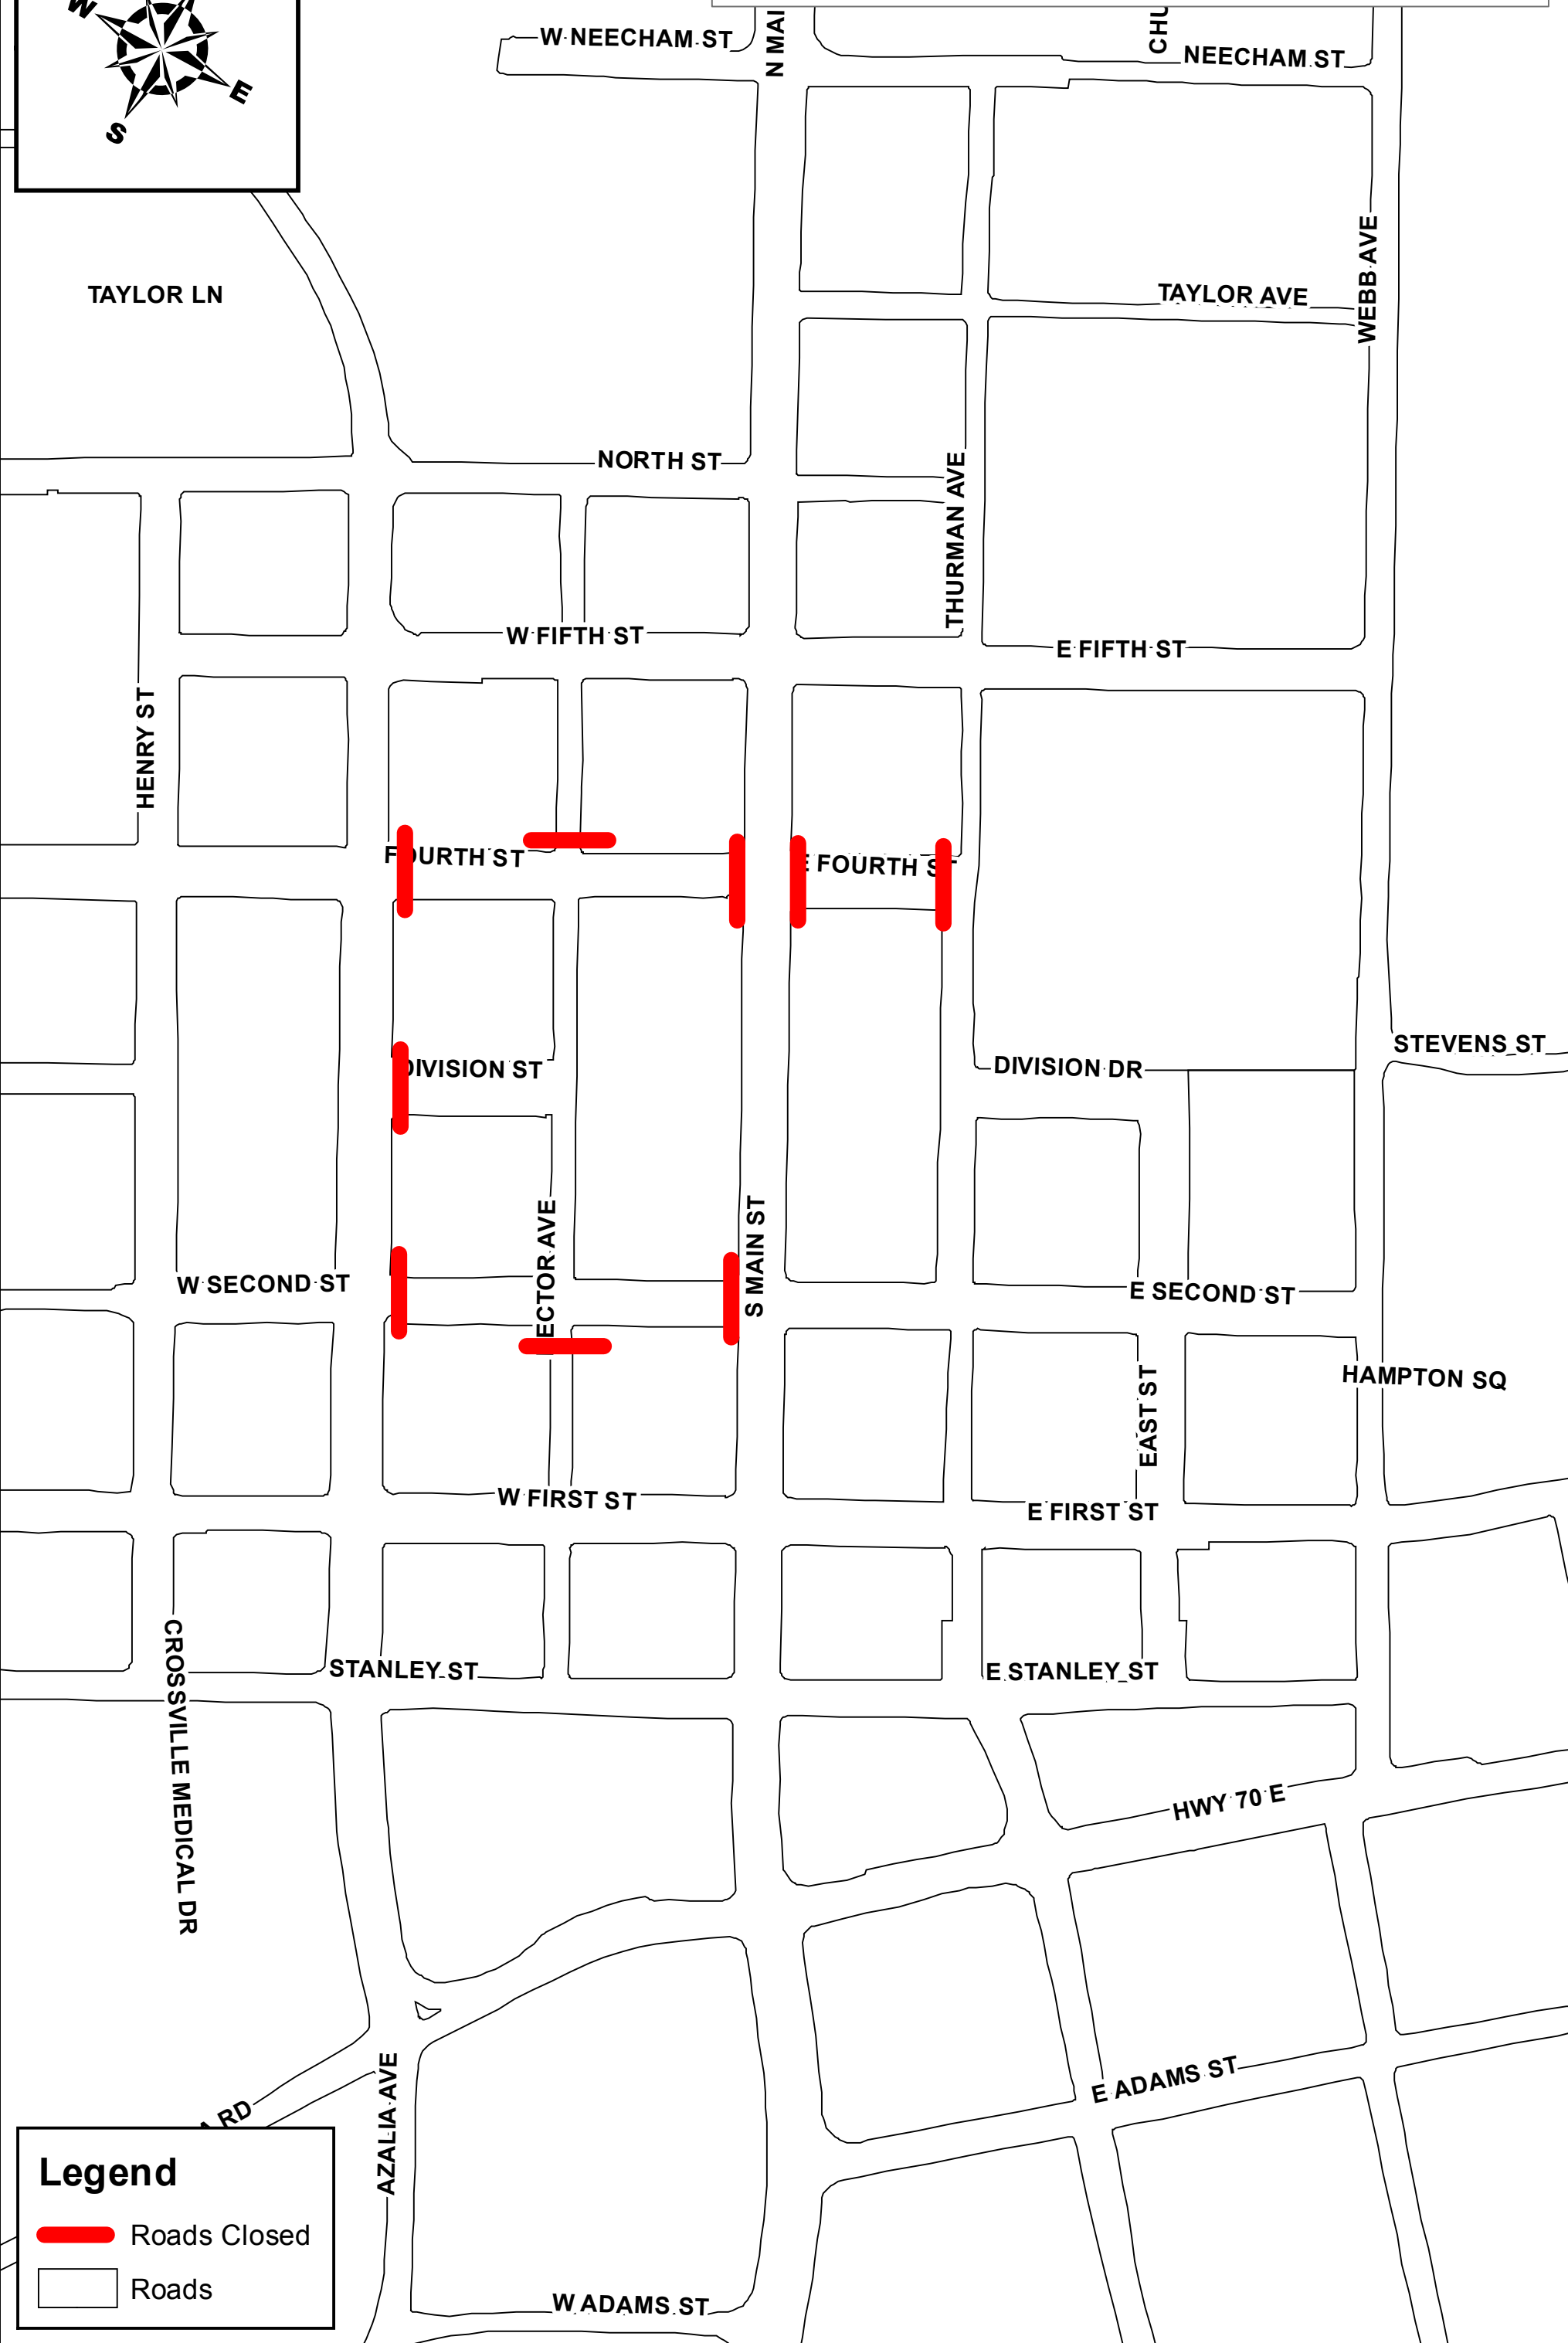 W
E
S
W NEECHAM ST
N MAI
CHU
NEECHAM ST
TAYLOR LN
TAYLOR AVE
WEBB AVE
NORTH ST
THURMAN AVE
W FIFTH ST
E FIFTH ST
HENRY ST
FOURTH ST
E FOURTH ST
DIVISION ST
DIVISION DR
STEVENS ST
ECTOR AVE
S MAIN ST
W SECOND ST
E SECOND ST
HAMPTON SQ
EAST ST
W FIRST ST
E FIRST ST
CROSSVILLE MEDICAL DR
STANLEY ST
E STANLEY ST
HWY 70 E
E ADAMS ST
AZALIA AVE
RD
W ADAMS ST
Legend
Roads Closed
Roads